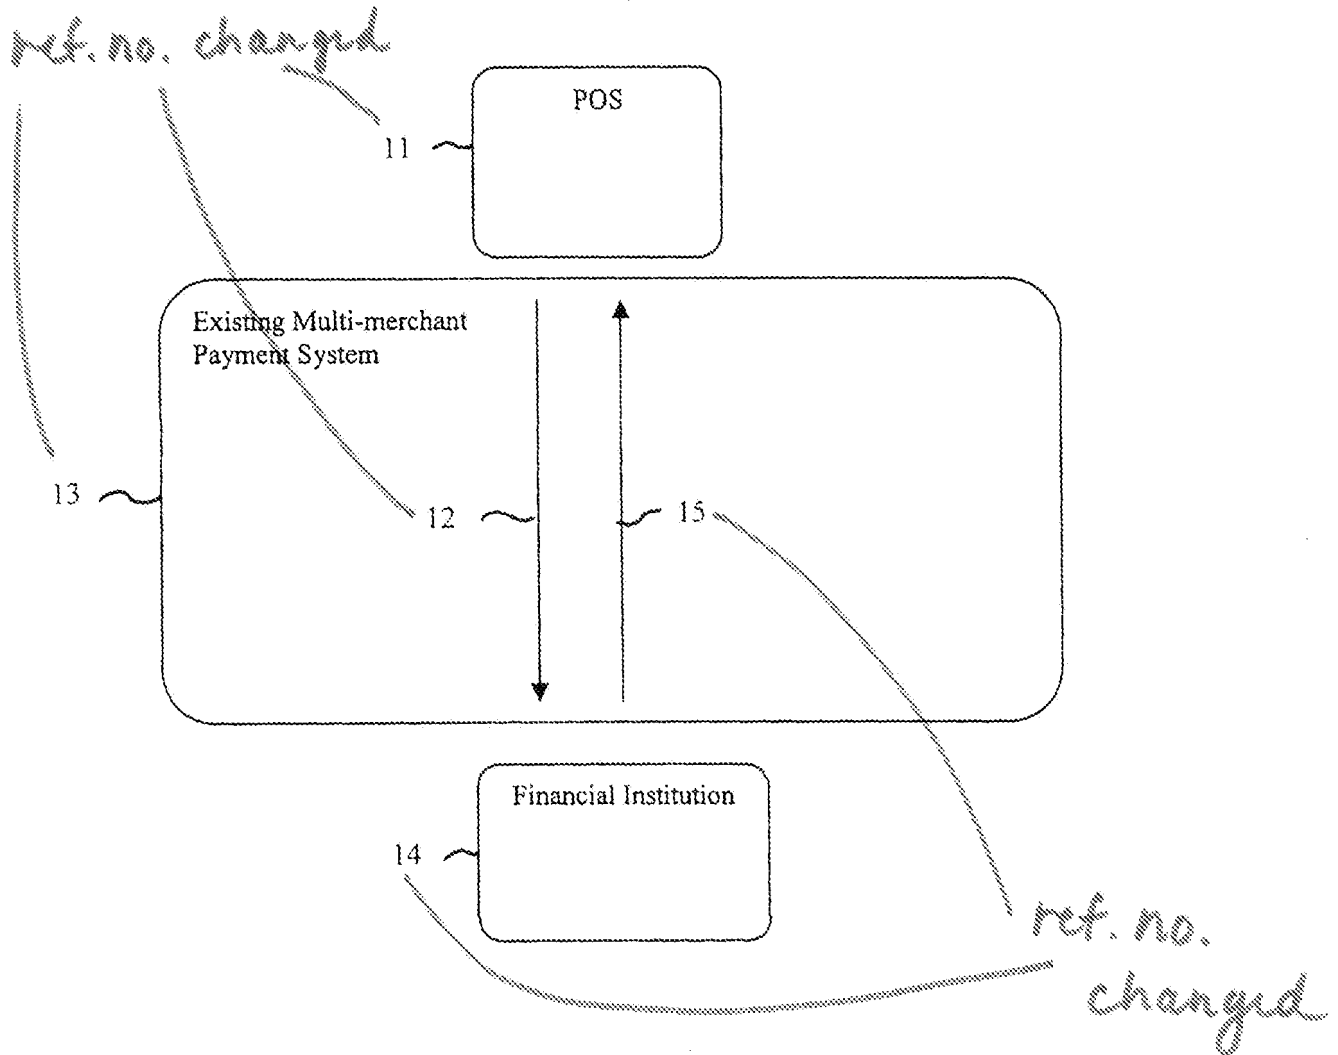 ref. no. changed
POS
11
Existing Multi-merchant
Payment System
13
12
15
Financial Institution
14
ref. no.
changed